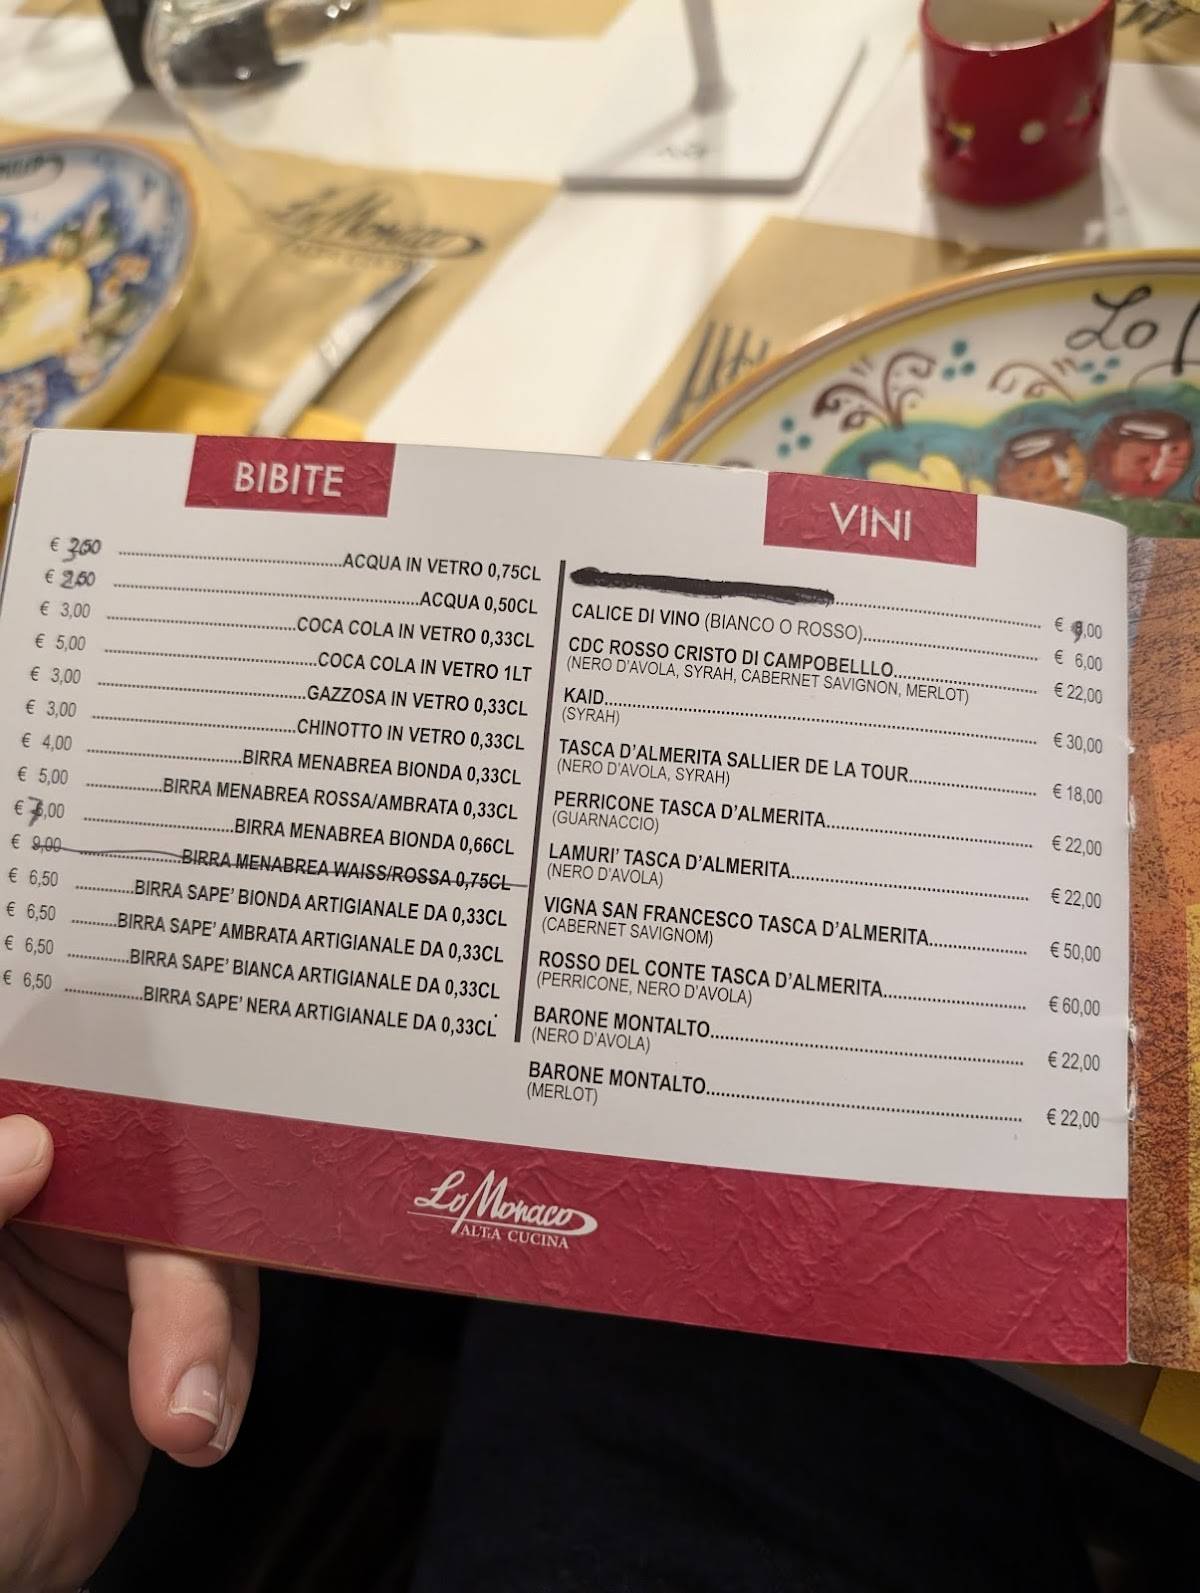 Lo Monaco
Lo
BIBITE
€ 3,50 ACQUA IN VETRO 0,75CL
€ 2,50 ACQUA 0,50CL
€ 3,00 COCA COLA IN VETRO 0,33CL
€ 5,00 COCA COLA IN VETRO 1LT
€ 3,00 GAZZOSA IN VETRO 0,33CL
€ 3,00 CHINOTTO IN VETRO 0,33CL
€ 4,00 BIRRA MENABREA BIONDA 0,33CL
€ 5,00 BIRRA MENABREA ROSSA/AMBRATA 0,33CL
€ 7,00 BIRRA MENABREA BIONDA 0,66CL
€ 9,00 BIRRA MENABREA WAISS/ROSSA 0,75CL
€ 6,50 BIRRA SAPE' BIONDA ARTIGIANALE DA 0,33CL
€ 6,50 BIRRA SAPE' AMBRATA ARTIGIANALE DA 0,33CL
€ 6,50 BIRRA SAPE' BIANCA ARTIGIANALE DA 0,33CL
€ 6,50 BIRRA SAPE' NERA ARTIGIANALE DA 0,33CL
VINI
€ ,00
CALICE DI VINO (BIANCO O ROSSO) € 6,00
CDC ROSSO CRISTO DI CAMPOBELLLO € 22,00
(NERO D'AVOLA, SYRAH, CABERNET SAVIGNON, MERLOT)
KAID € 30,00
(SYRAH)
TASCA D'ALMERITA SALLIER DE LA TOUR € 18,00
(NERO D'AVOLA, SYRAH)
PERRICONE TASCA D'ALMERITA € 22,00
(GUARNACCIO)
LAMURI' TASCA D'ALMERITA € 22,00
(NERO D'AVOLA)
VIGNA SAN FRANCESCO TASCA D'ALMERITA € 50,00
(CABERNET SAVIGNOM)
ROSSO DEL CONTE TASCA D'ALMERITA € 60,00
(PERRICONE, NERO D'AVOLA)
BARONE MONTALTO € 22,00
(NERO D'AVOLA)
BARONE MONTALTO € 22,00
(MERLOT)
Lo Monaco
ALTRA CUCINA